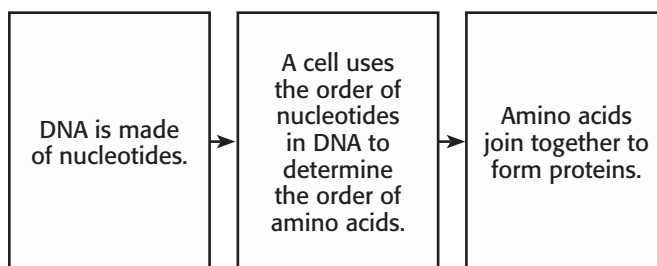 DNA is made
of nucleotides.
A cell uses
the order of
nucleotides
in DNA to
determine
the order of
amino acids.
Amino acids
join together to
form proteins.